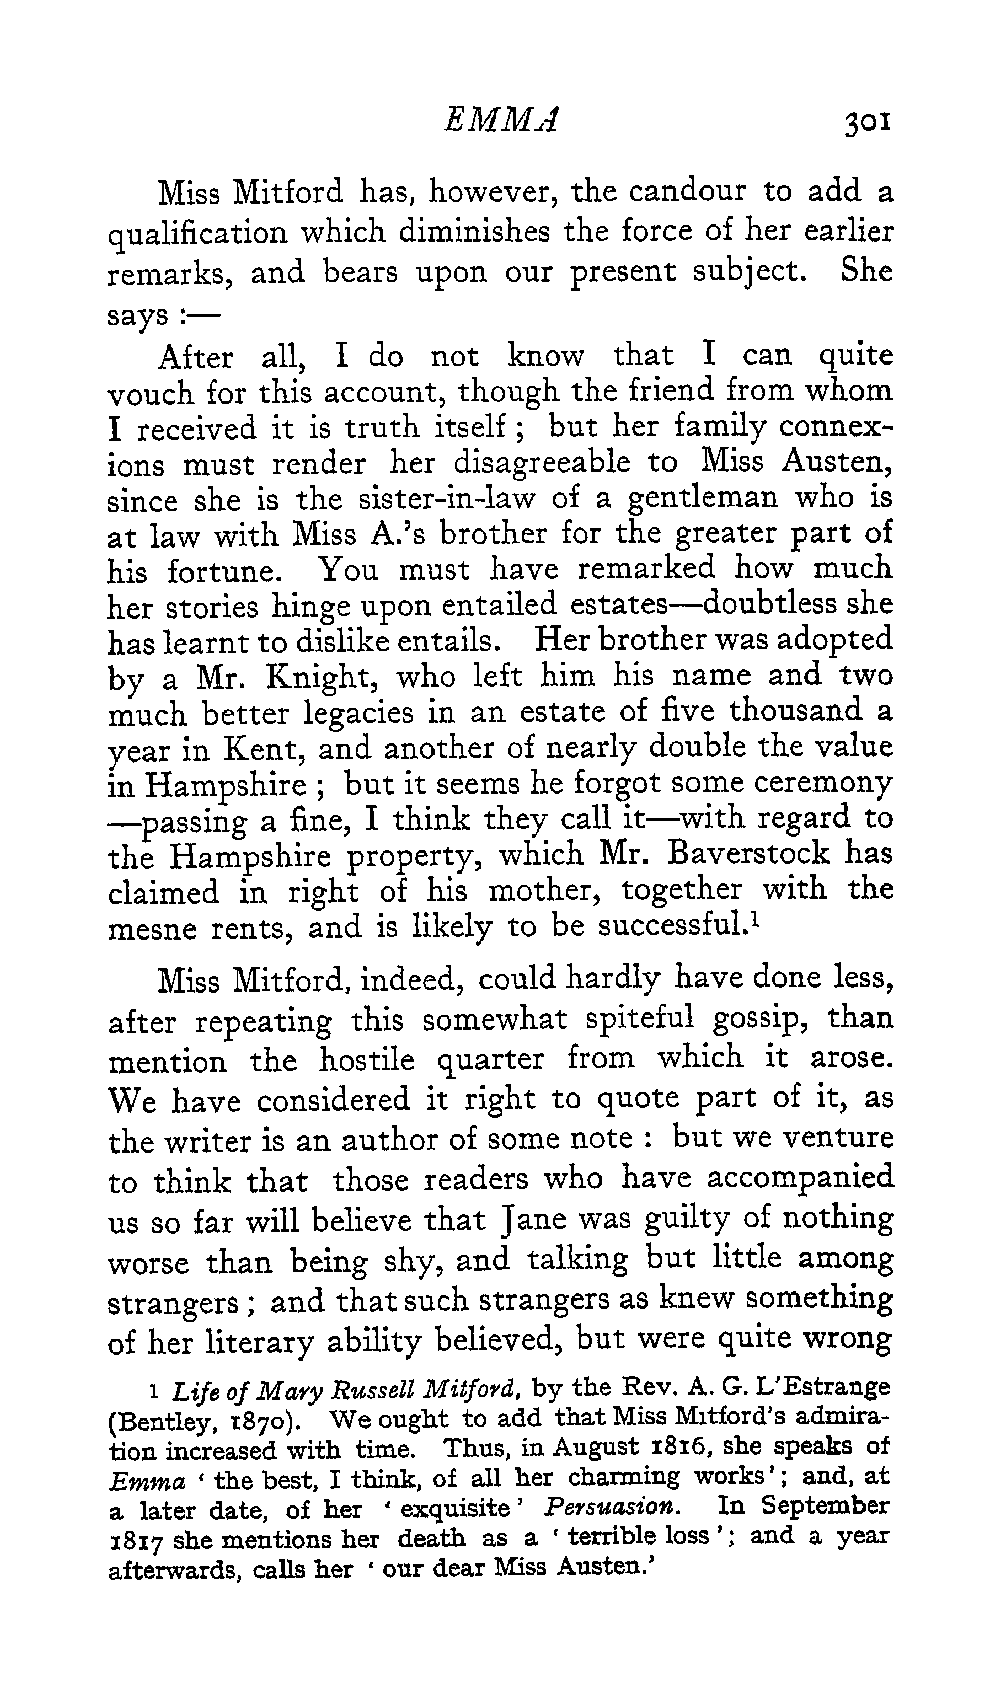 EMMA 301
Miss Mitford has, however, the candour to add a
qualification which diminishes the force of her earlier
remarks, and bears upon our present subject. She
says :—
After all, I do not know that I can quite
vouch for this account, though the friend from whom
I received it is truth itself ; but her family connex-
ions must render her disagreeable to Miss Austen,
since she is the sister-in-law of a gentleman who is
at law with Miss A.'s brother for the greater part of
his fortune. You must have remarked how much
her stories hinge upon entailed estates—doubtless she
has learnt to dislike entails. Her brother was adopted
by a Mr. Knight, who left him his name and two
much better legacies in an estate of five thousand a
year in Kent, and another of nearly double the value
in Hampshire ; but it seems he forgot some ceremony
—passing a fine, I think they call it—with regard to
the Hampshire property, which Mr. Baverstock has
claimed in right of his mother, together with the
mesne rents, and is likely to be successful.¹
Miss Mitford, indeed, could hardly have done less,
after repeating this somewhat spiteful gossip, than
mention the hostile quarter from which it arose.
We have considered it right to quote part of it, as
the writer is an author of some note : but we venture
to think that those readers who have accompanied
us so far will believe that Jane was guilty of nothing
worse than being shy, and talking but little among
strangers ; and that such strangers as knew something
of her literary ability believed, but were quite wrong
1 Life of Mary Russell Mitford, by the Rev. A. G. L'Estrange
(Bentley, 1870). We ought to add that Miss Mitford's admira-
tion increased with time. Thus, in August 1816, she speaks of
Emma ‘ the best, I think, of all her charming works’ ; and, at
a later date, of her ‘ exquisite ’ Persuasion. In September
1817 she mentions her death as a ‘ terrible loss ’ ; and a year
afterwards, calls her ‘ our dear Miss Austen.’